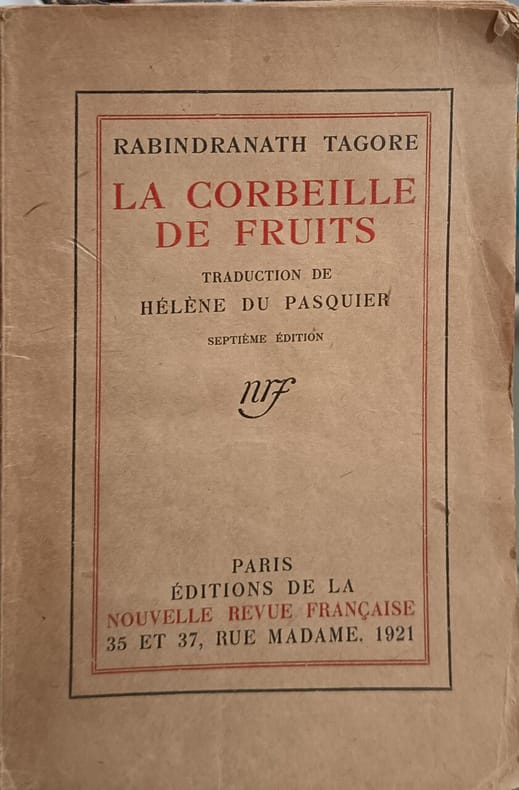 RABINDRANATH TAGORE
LA CORBEILLE
DE FRUITS
TRADUCTION DE
HÉLÈNE DU PASQUIER
SEPTIÈME ÉDITION
nrf
PARIS
ÉDITIONS DE LA
NOUVELLE REVUE FRANÇAISE
35 ET 37, RUE MADAME. 1921